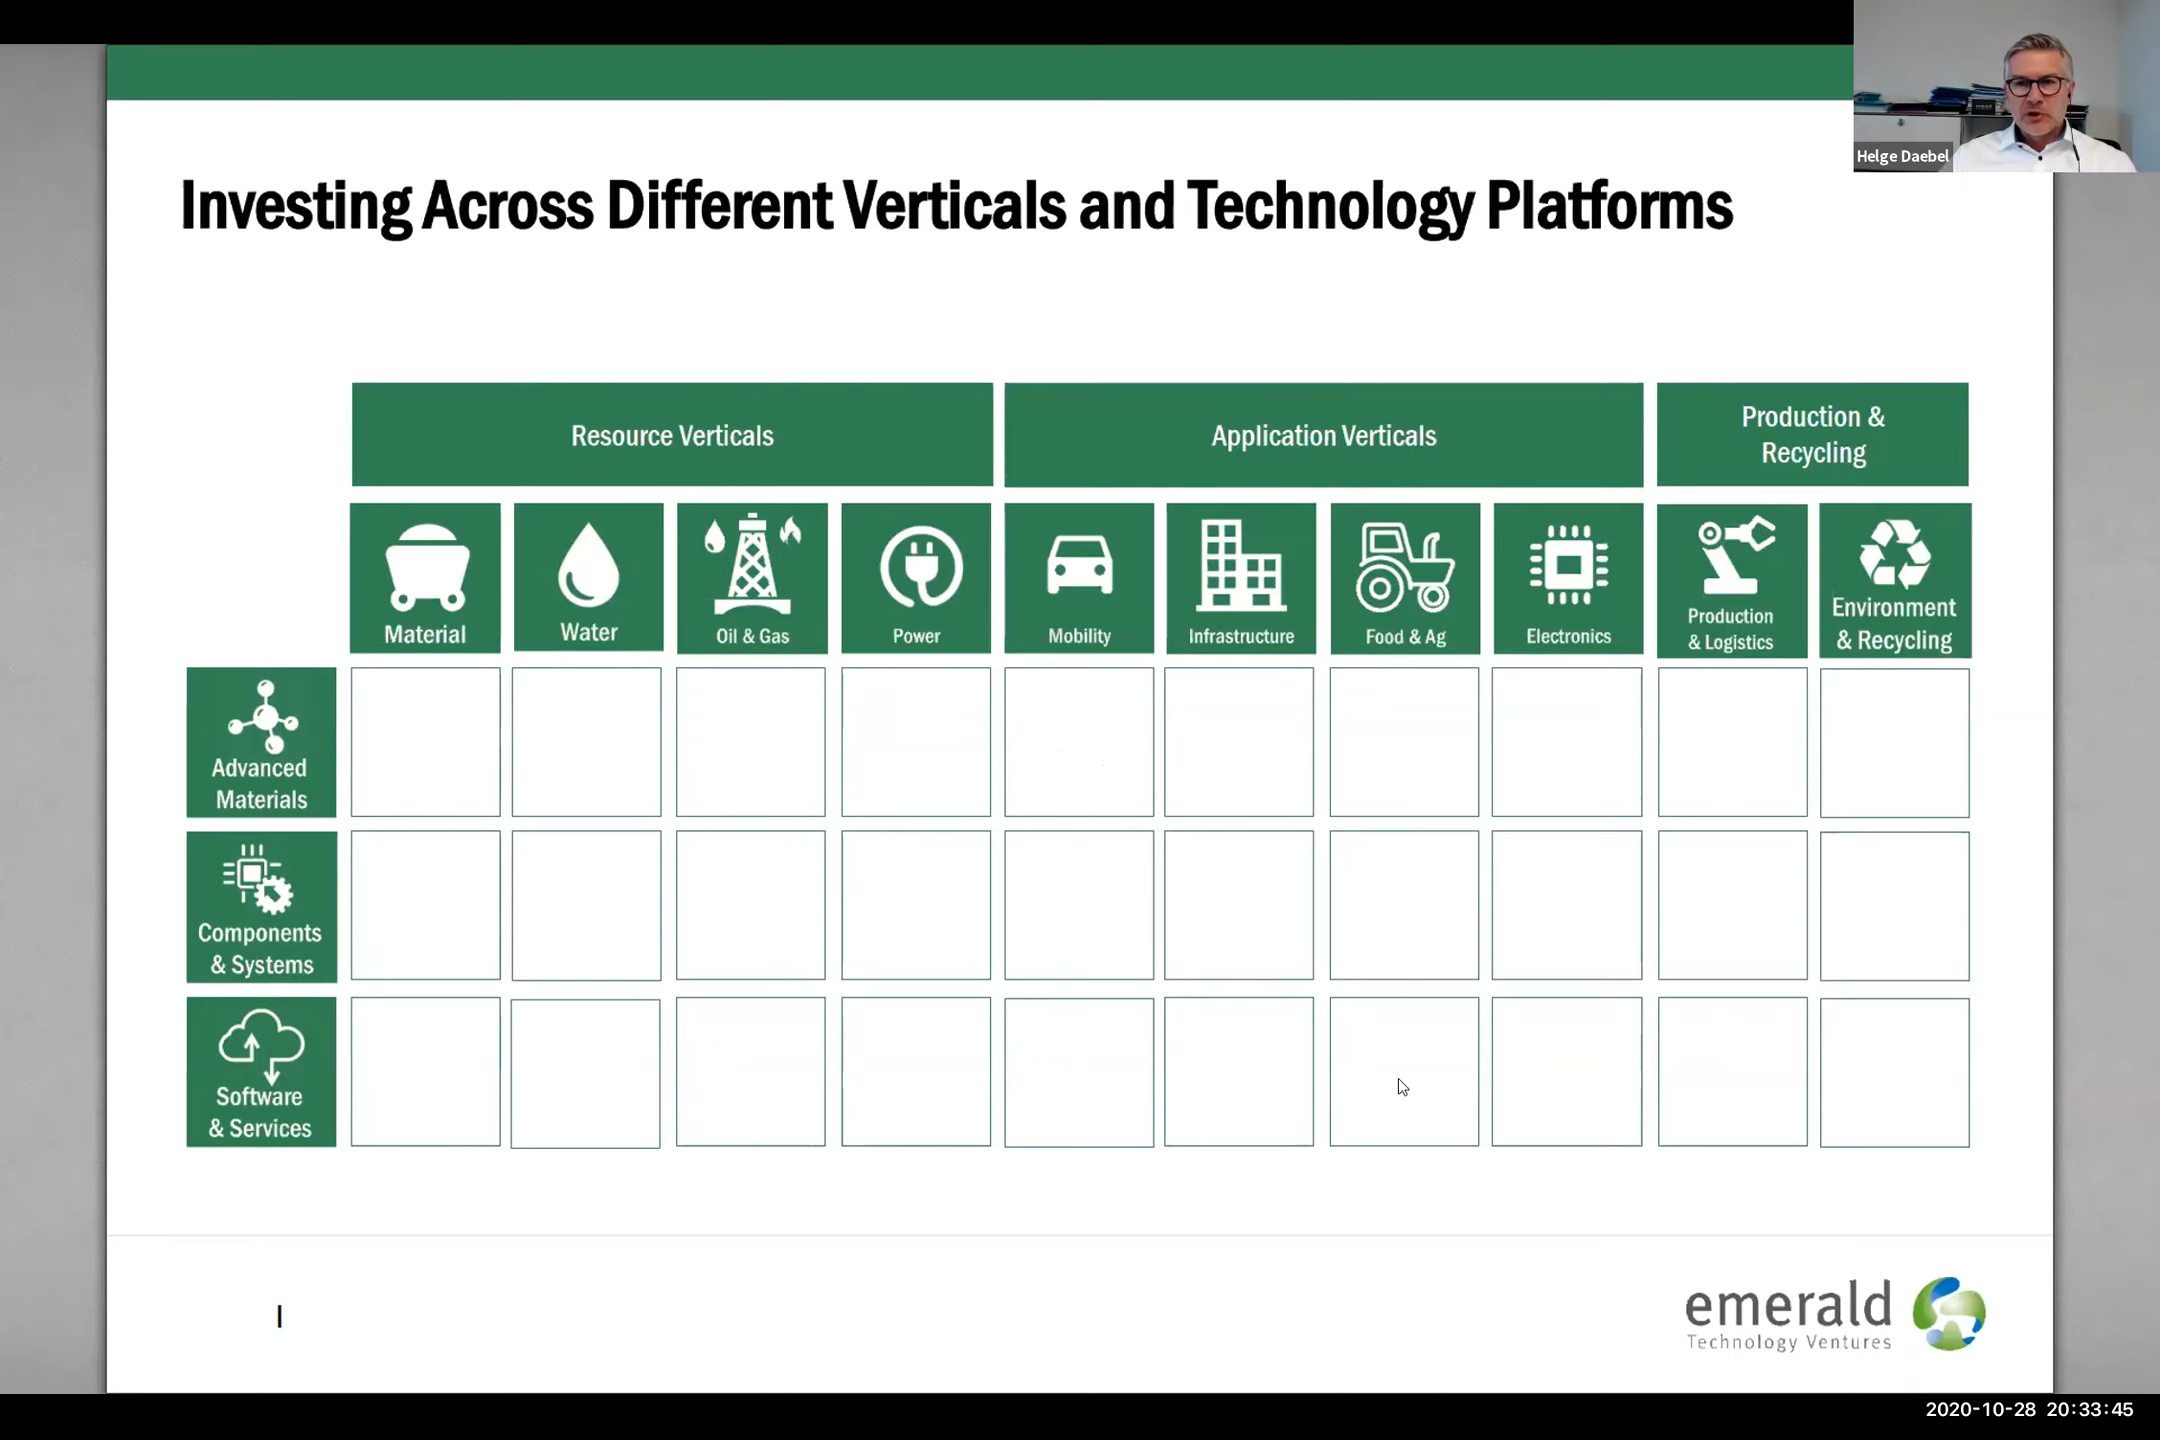 Helge Daebel
Investing Across Different Verticals and Technology Platforms
Resource Verticals
Application Verticals
Production &
Recycling
Material
Water
Oil & Gas
Power
Mobility
Infrastructure
Food & Ag
Electronics
Production
& Logistics
Environment
& Recycling
Advanced
Materials
Components
& Systems
Software
& Services
emerald
Technology Ventures
2020-10-28 20:33:45